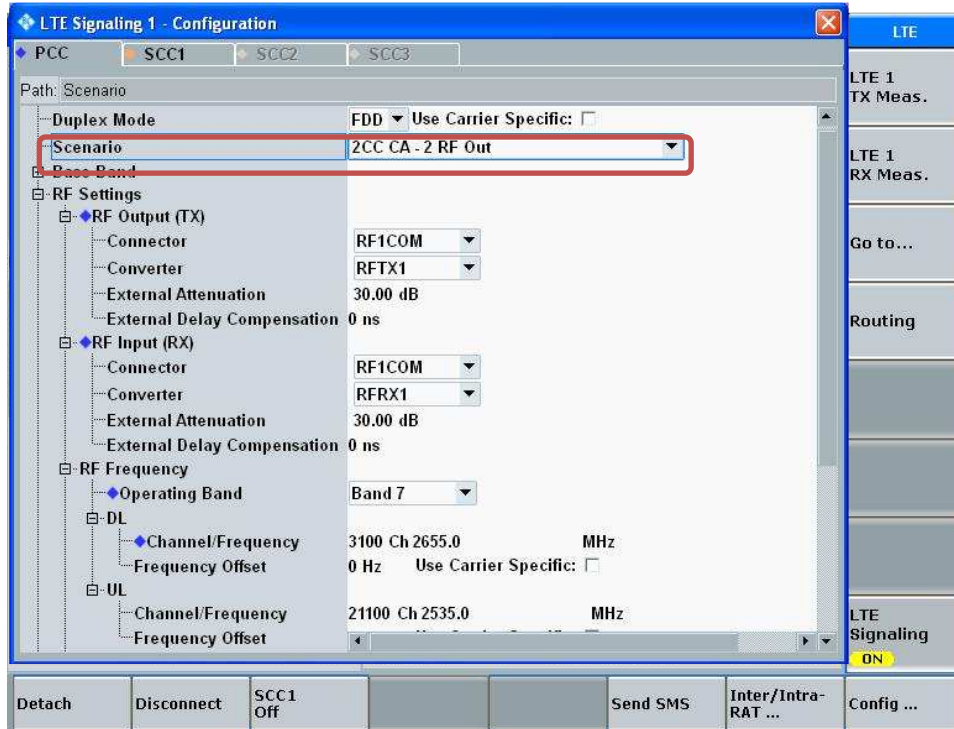 LTE Signaling 1 - Configuration
PCC SCC1 SCC2 SCC3
Path: Scenario
Duplex Mode FDD Use Carrier Specific:
Scenario 2CC CA - 2 RF Out
Base Band
RF Settings
RF Output (TX)
Connector RF1COM
Converter RFTX1
External Attenuation 30.00 dB
External Delay Compensation 0 ns
RF Input (RX)
Connector RF1COM
Converter RFRX1
External Attenuation 30.00 dB
External Delay Compensation 0 ns
RF Frequency
Operating Band Band 7
DL
Channel/Frequency 3100 Ch 2655.0 MHz
Frequency Offset 0 Hz Use Carrier Specific:
UL
Channel/Frequency 21100 Ch 2535.0 MHz
Frequency Offset
LTE
LTE 1
TX Meas.
LTE 1
RX Meas.
Go to...
Routing
LTE
Signaling
ON
Detach
Disconnect
SCC1
Off
Send SMS
Inter/Intra-
RAT ...
Config ...